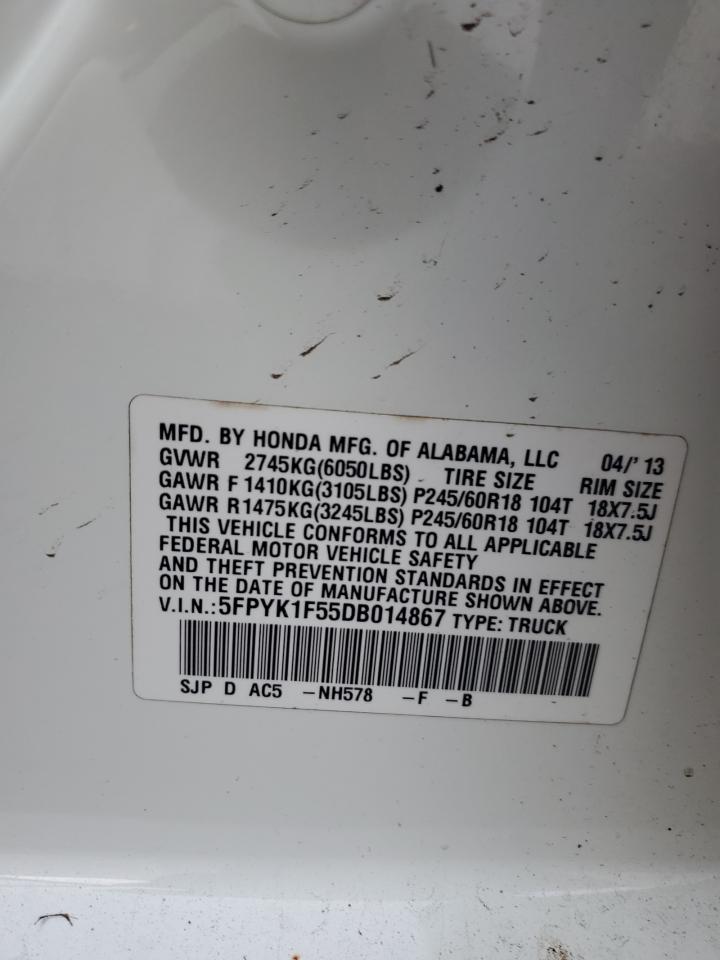 MFD. BY HONDA MFG. OF ALABAMA, LLC 04/'13
GVWR 2745KG(6050LBS) TIRE SIZE RIM SIZE
GAWR F 1410KG(3105LBS) P245/60R18 104T 18X7.5J
GAWR R1475KG(3245LBS) P245/60R18 104T 18X7.5J
THIS VEHICLE CONFORMS TO ALL APPLICABLE
FEDERAL MOTOR VEHICLE SAFETY
AND THEFT PREVENTION STANDARDS IN EFFECT
ON THE DATE OF MANUFACTURE SHOWN ABOVE.
V.I.N.:5FPYK1F55DB014867 TYPE: TRUCK
SJP D AC5 -NH578 -F -B